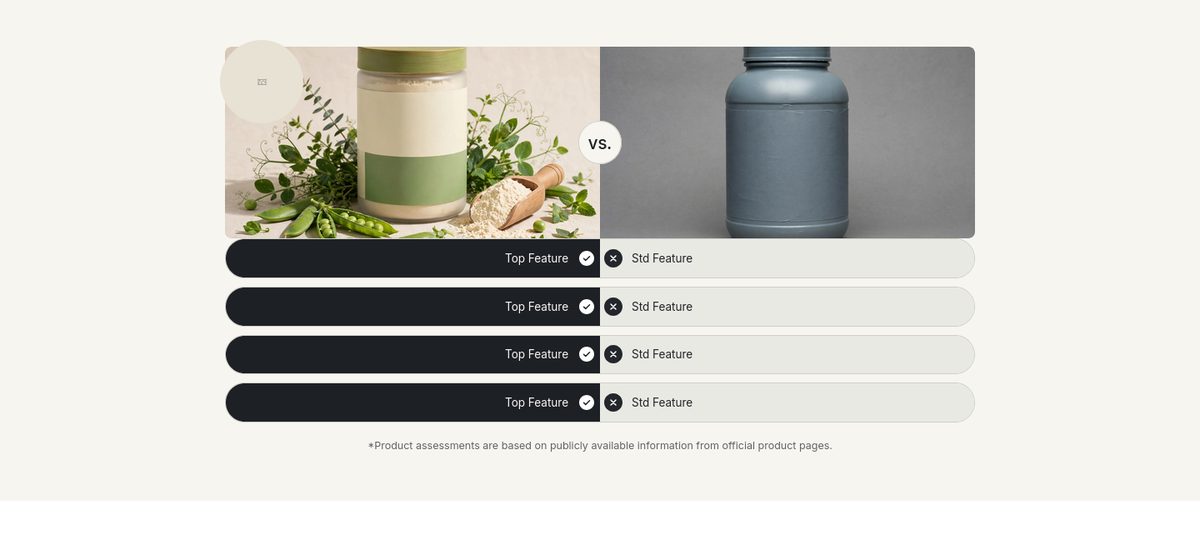 VS.
Top Feature Std Feature
Top Feature Std Feature
Top Feature Std Feature
Top Feature Std Feature
*Product assessments are based on publicly available information from official product pages.